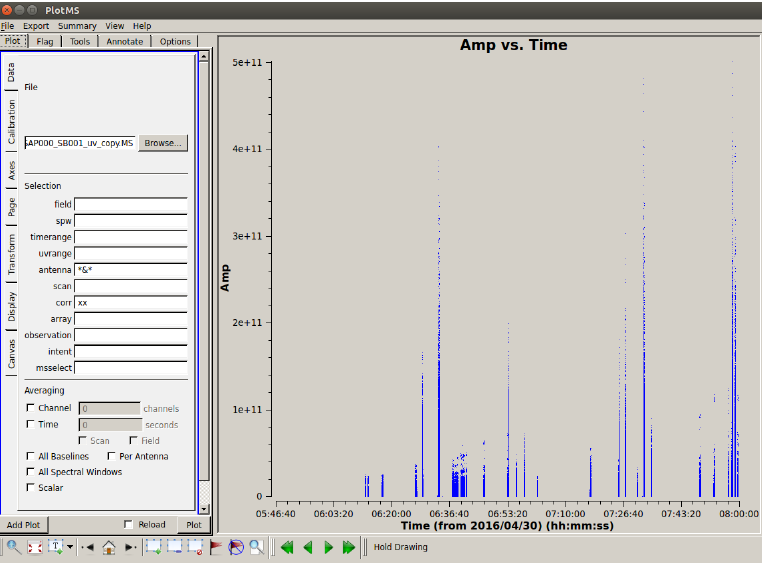 PlotMS
File Export Summary View Help
Plot Flag Tools Annotate Options
Data
Calibration
Axes
Page
Transform
Display
Canvas
File
SAP000_SB001_uv_copy.MS Browse...
Selection
field
spw
timerange
uvrange
antenna *&*
scan
corr xx
array
observation
intent
msselect
Averaging
Channel 0 channels
Time 0 seconds
Scan Field
All Baselines Per Antenna
All Spectral Windows
Scalar
Add Plot Reload Plot
Amp vs. Time
Amp
5e+11
4e+11
3e+11
2e+11
1e+11
0
05:46:40 06:03:20 06:20:00 06:36:40 06:53:20 07:10:00 07:26:40 07:43:20 08:00:00
Time (from 2016/04/30) (hh:mm:ss)
T Hold Drawing